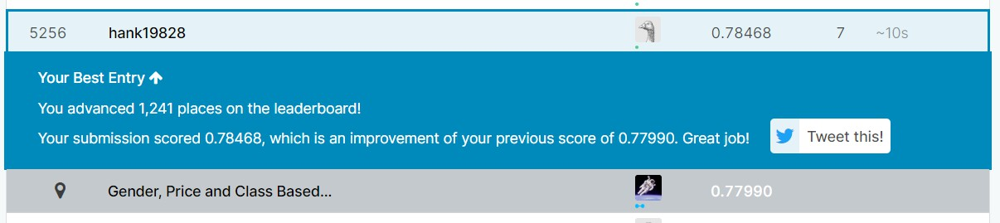 5256 hank19828 0.78468 7 ~10s
Your Best Entry
You advanced 1,241 places on the leaderboard!
Your submission scored 0.78468, which is an improvement of your previous score of 0.77990. Great job! Tweet this!
Gender, Price and Class Based... 0.77990